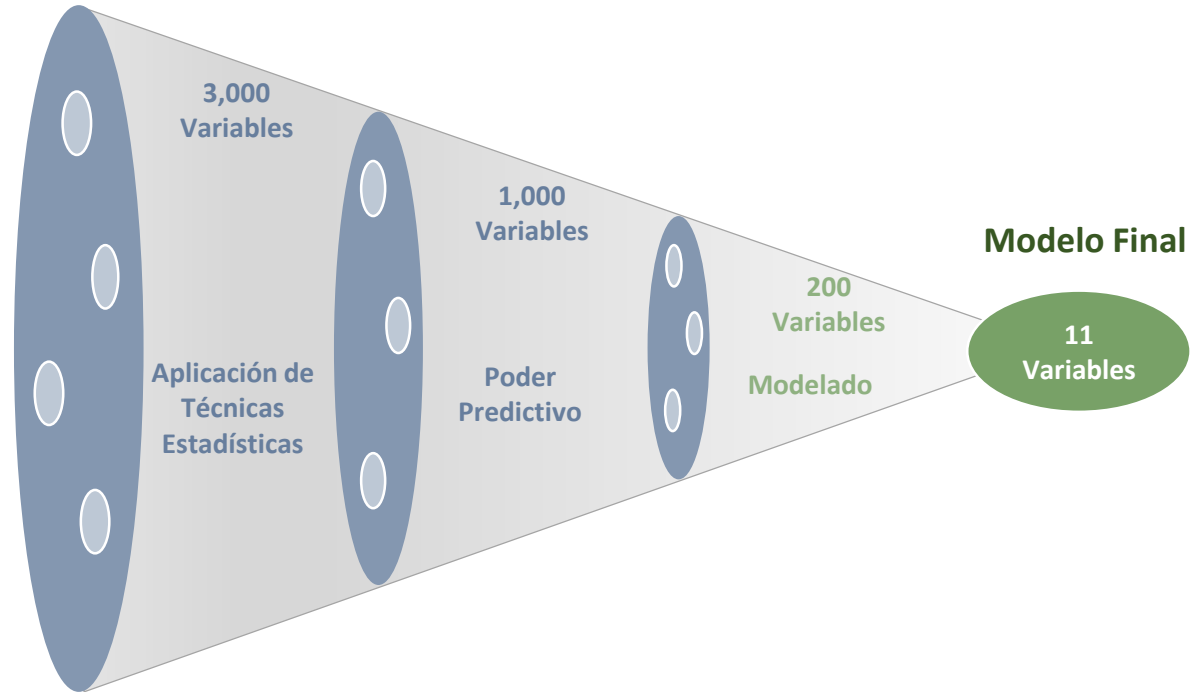 3,000
Variables
Aplicación de
Técnicas
Estadísticas
1,000
Variables
Poder
Predictivo
200
Variables
Modelado
Modelo Final
11
Variables